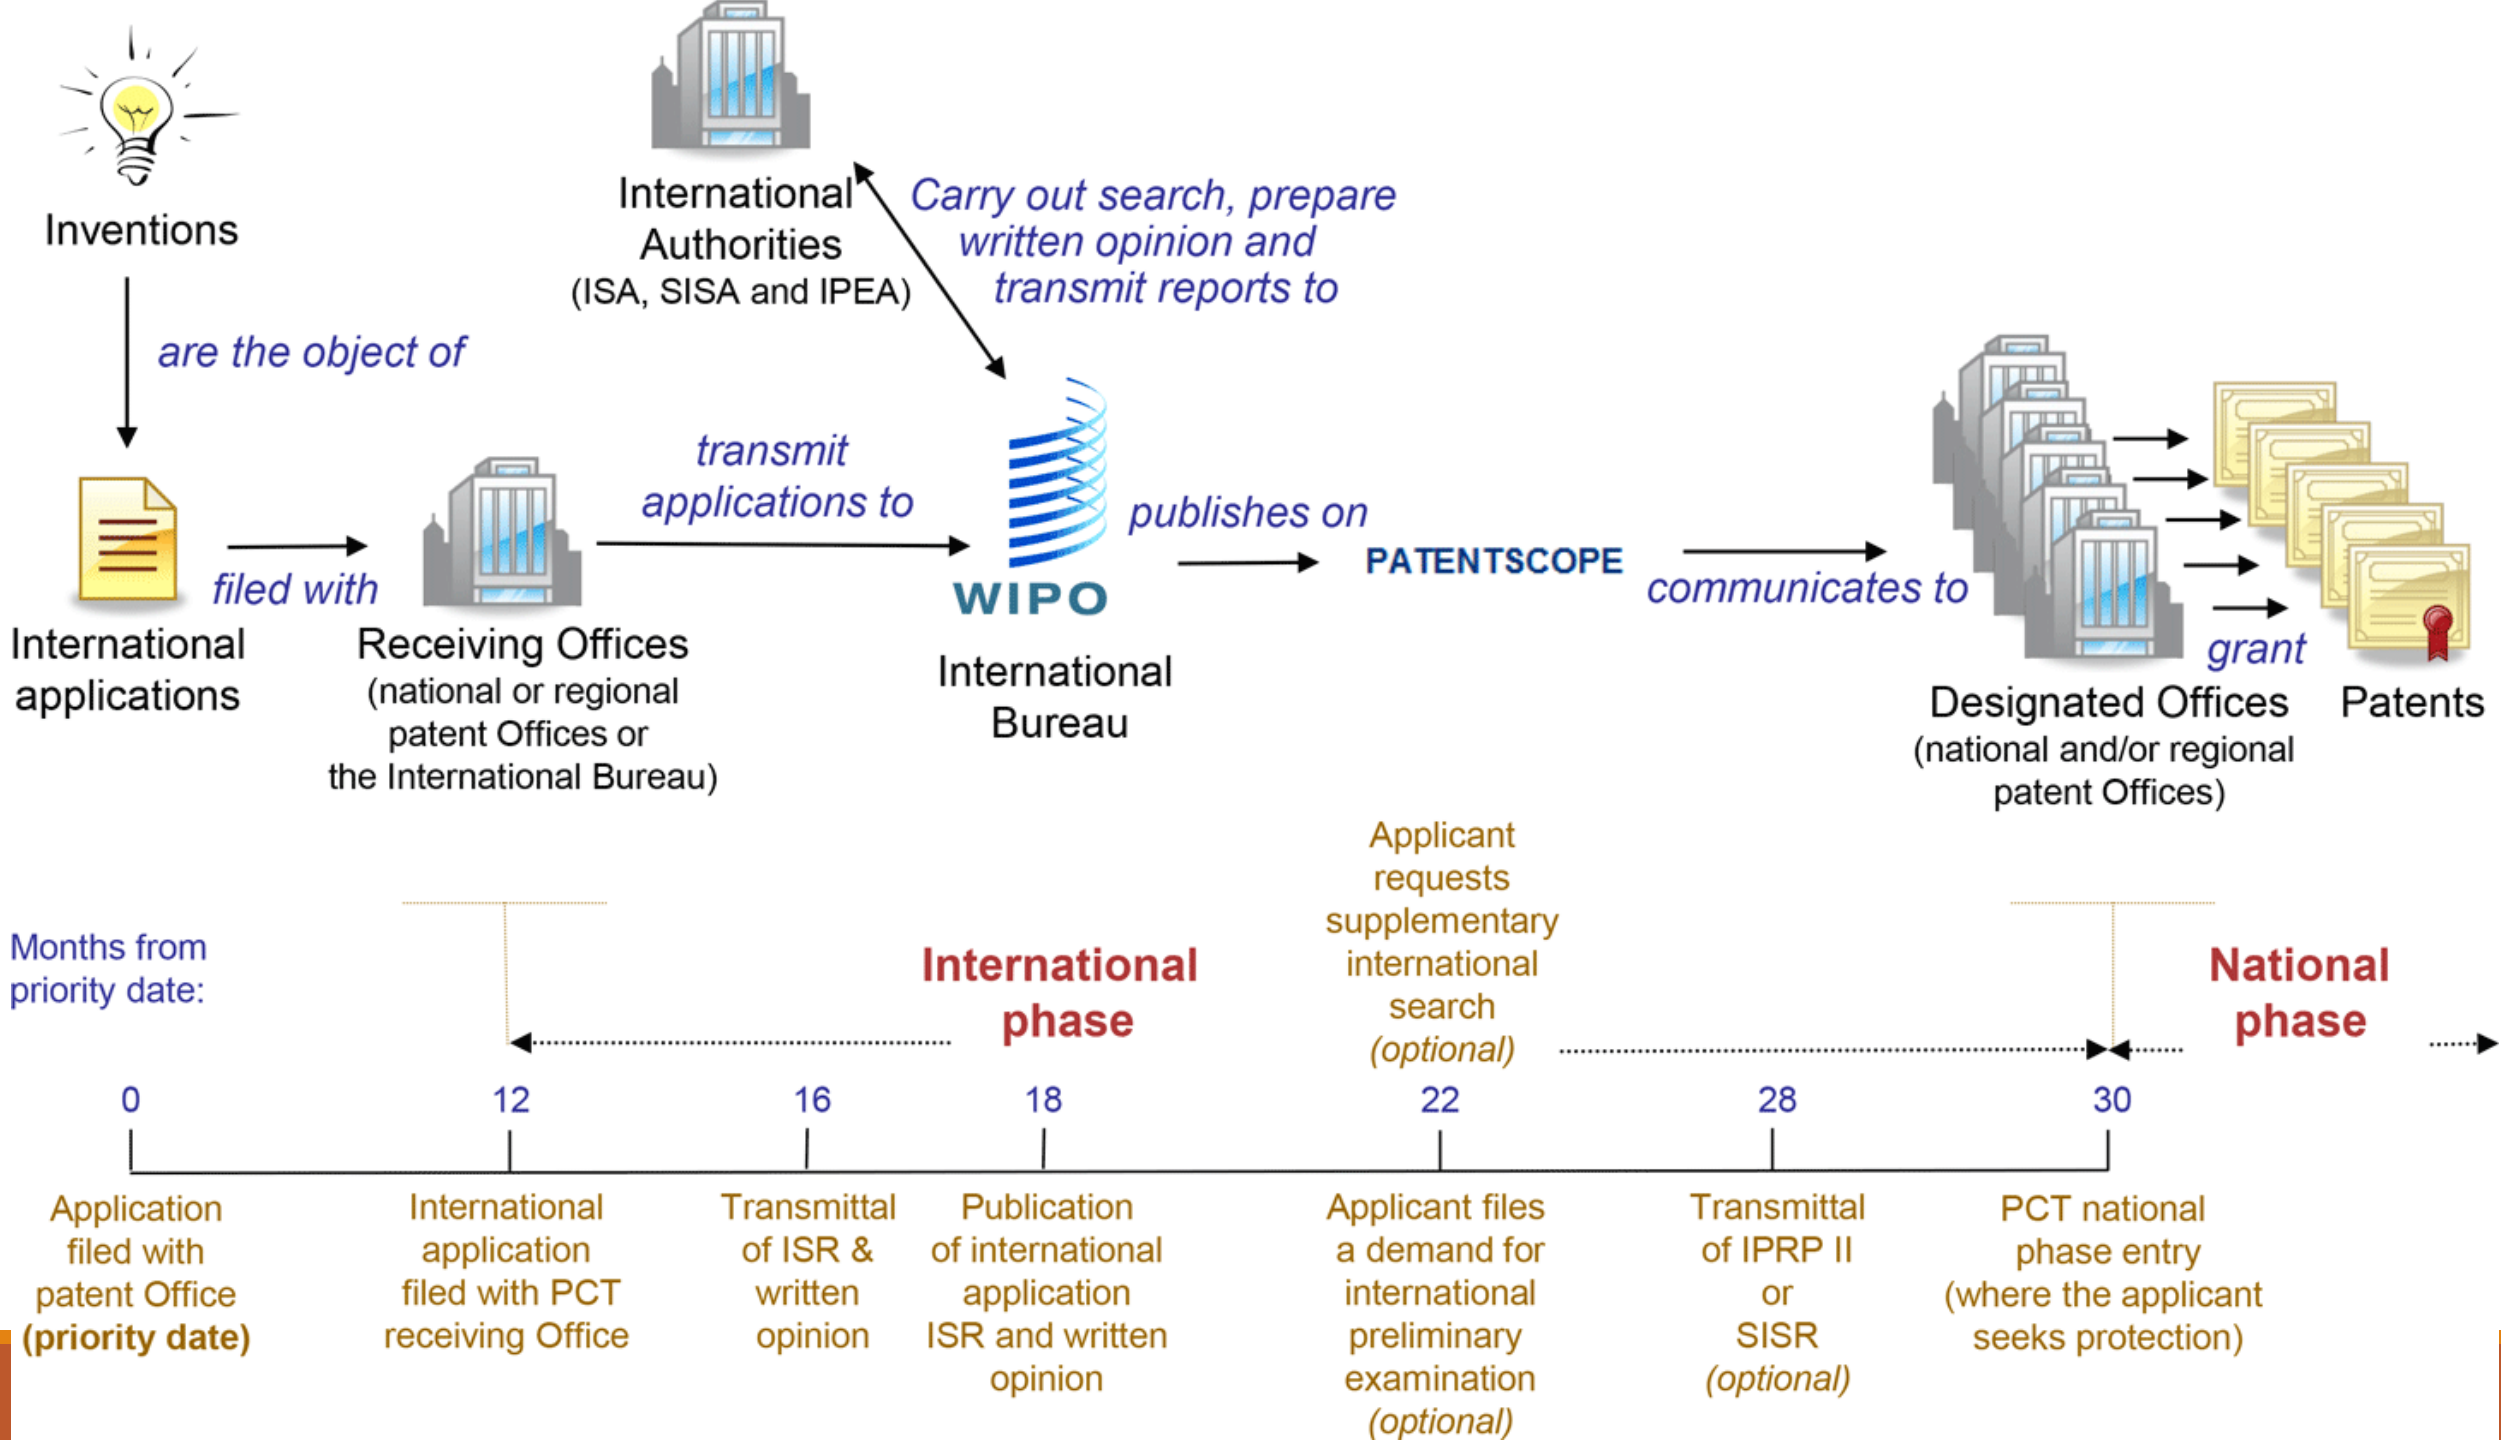 Inventions
are the object of
International
applications
filed with
Receiving Offices
(national or regional
patent Offices or
the International Bureau)
transmit
applications to
International
Authorities
(ISA, SISA and IPEA)
Carry out search, prepare
written opinion and
transmit reports to
WIPO
International
Bureau
publishes on
PATENTSCOPE
communicates to
Designated Offices
(national and/or regional
patent Offices)
grant
Patents
Months from
priority date:
International
phase
Applicant
requests
supplementary
international
search
(optional)
National
phase
0
12
16
18
22
28
30
Application
filed with
patent Office
(priority date)
International
application
filed with PCT
receiving Office
Transmittal
of ISR &
written
opinion
Publication
of international
application
ISR and written
opinion
Applicant files
a demand for
international
preliminary
examination
(optional)
Transmittal
of IPRP II
or
SISR
(optional)
PCT national
phase entry
(where the applicant
seeks protection)